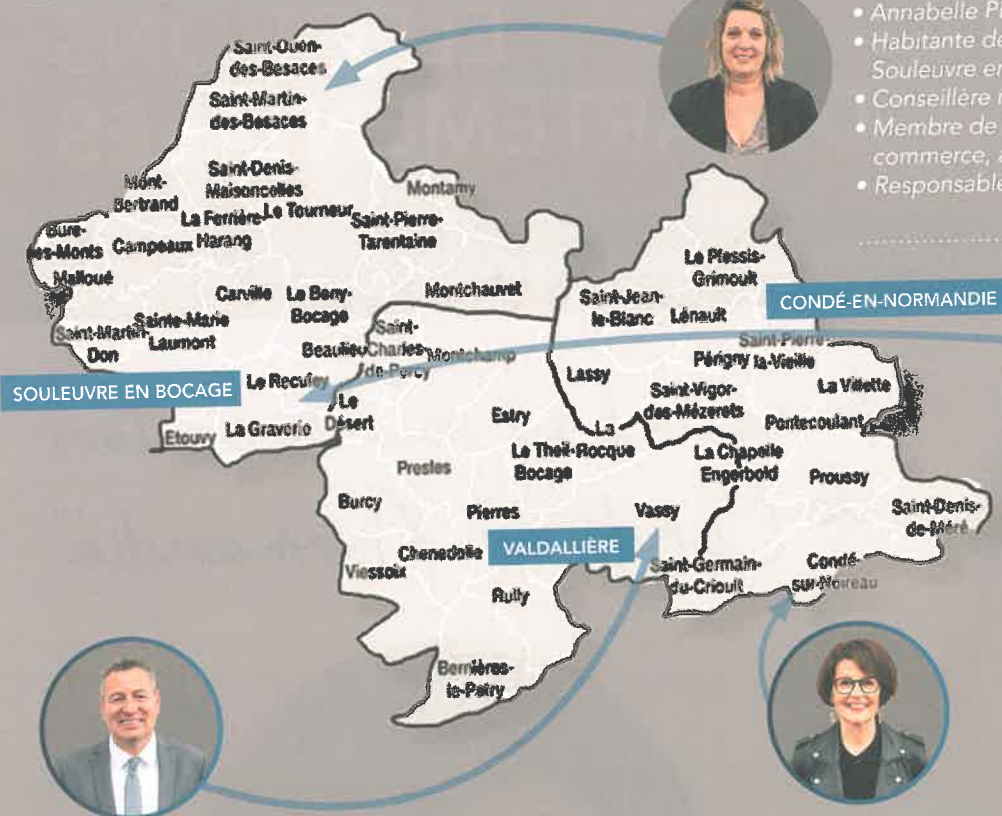 • Annabelle
• Habitante de
Souleuvre en
• Conseillère
• Membre de
commerce,
• Responsable
Saint-Ouen-
des-Besaces
Saint-Martin-
des-Besaces
Saint-Denis-
Maisoncelles
Mont-
Bertrand
Montamy
La Ferrière-
Harang
Le Tourneur
Saint-Pierre-
Tarentaine
Bure-
les-Monts
Campeaux
Malloué
Carville
Le Beny-
Bocage
Montchauvet
Saint-Martin-
Don
Sainte-Marie
Laumont
Beaulieu
Saint-
Charles-
de-Percy
Montchamp
SOULEUVRE EN BOCAGE
Le Reculey
Le
Désert
Etouvy
La Graverie
Le Plessis-
Grimoult
Saint-Jean-
le-Blanc
Lénault
CONDÉ-EN-NORMANDIE
Saint-Pierre-
la-Vieille
Périgny
Lassy
La Villette
Saint-Vigor-
des-Mézerets
Pontecoulant
Estry
La
Rocque
Le Theil-
Bocage
La Chapelle
Engerbold
Proussy
Presles
Burcy
Pierres
Vassy
Saint-Denis-
de-Méré
Chenedolle
VALDALLIÈRE
Viessoix
Saint-Germain-
du-Crioult
Condé-
sur-Noireau
Rully
Bernières-
le-Patry